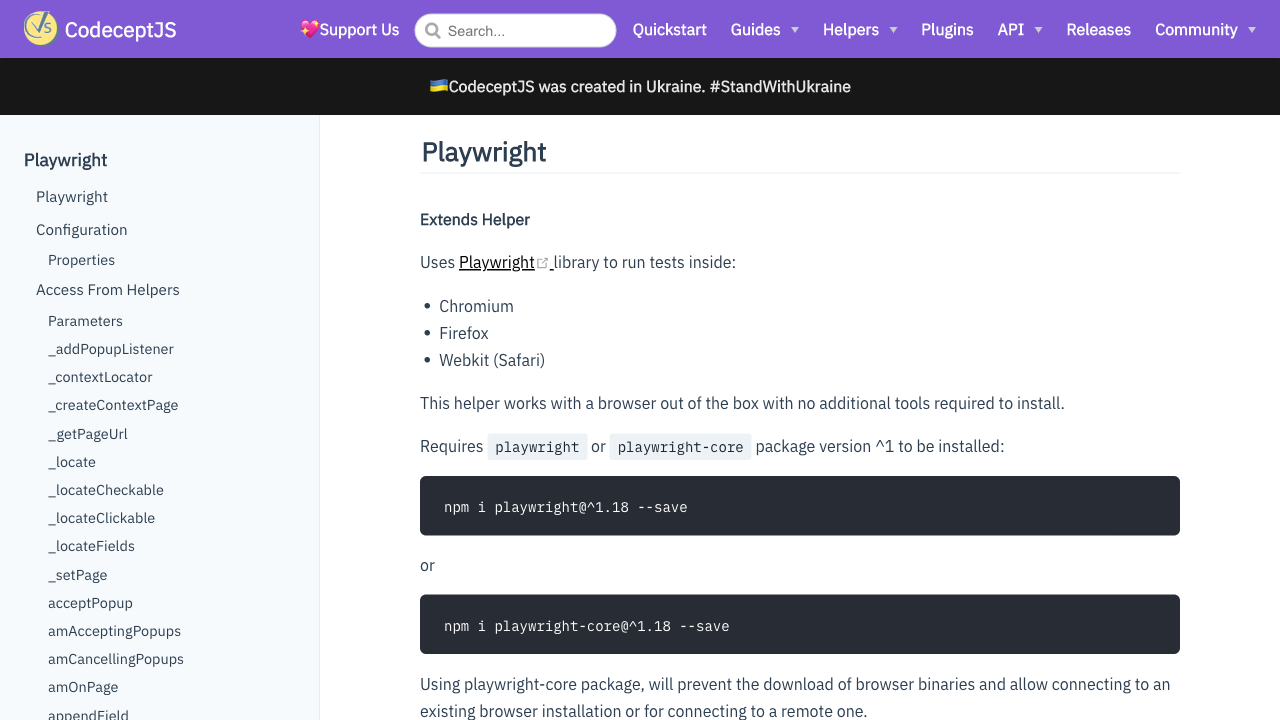 CodeceptJS
💖Support Us
Search...
Quickstart
Guides
Helpers
Plugins
API
Releases
Community
🇺🇦CodeceptJS was created in Ukraine. #StandWithUkraine
Playwright
Playwright
Configuration
Properties
Access From Helpers
Parameters
_addPopupListener
_contextLocator
_createContextPage
_getPageUrl
_locate
_locateCheckable
_locateClickable
_locateFields
_setPage
acceptPopup
amAcceptingPopups
amCancellingPopups
amOnPage
appendField
Playwright
Extends Helper
Uses Playwright library to run tests inside:
• Chromium
• Firefox
• Webkit (Safari)
This helper works with a browser out of the box with no additional tools required to install.
Requires playwright or playwright-core package version ^1 to be installed:
npm i playwright@^1.18 --save
or
npm i playwright-core@^1.18 --save
Using playwright-core package, will prevent the download of browser binaries and allow connecting to an
existing browser installation or for connecting to a remote one.